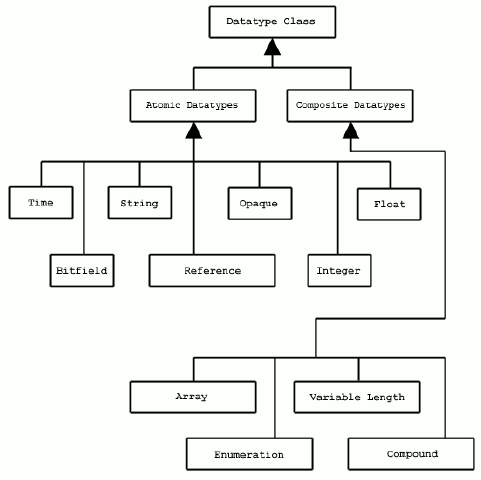 Datatype Class
Atomic Datatypes
Composite Datatypes
Time
String
Opaque
Float
Bitfield
Reference
Integer
Array
Variable Length
Enumeration
Compound